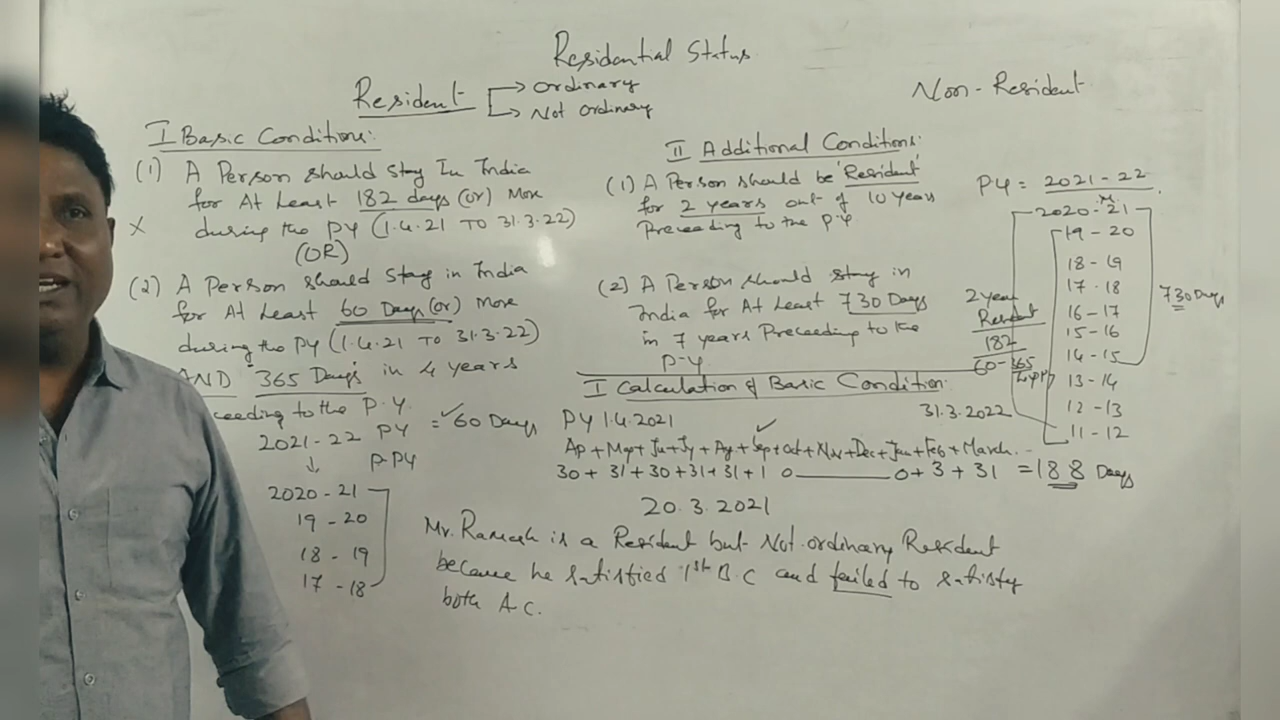 Residential Status
Resident → Ordinary
→ Not Ordinary
Non-Resident
I Basic Conditions:
(1) A Person should stay In India
for At Least 182 days (or) More
X during the PY (1.4.21 TO 31.3.22)
(OR)
(2) A Person should stay in India
for At Least 60 Days (or) More
during the PY (1.4.21 TO 31.3.22)
AND 365 Days in 4 years
ceeding to the P.Y.
2021-22 PY = ✓60 Days
↓ P-PY
2020-21
19-20
18-19
17-18
II Additional Conditions:
(1) A Person should be 'Resident'
for 2 years out of 10 years
Preceeding to the P.Y
(2) A Person should stay in
India for At Least 730 Days
in 7 years Preceeding to the
P-Y
PY = 2021-22
2020-21
19-20
18-19
17-18
16-17
15-16
14-15
13-14
12-13
11-12
730 Days
2 year
Resident
182
60-365
I Calculation of Basic Condition:
PY 1.4.2021 31.3.2022
Ap + May + Ju + Jy + Ag + Sep + Oct + Nov + Dec + Jan + Feb + March
30 + 31 + 30 + 31 + 31 + 1 0 ———— 0 + 3 + 31 = 188 Days
20.3.2021
Mr. Ramesh is a Resident but Not ordinary Resident
because he satisfied 1st B.C and failed to satisfy
both A-C.